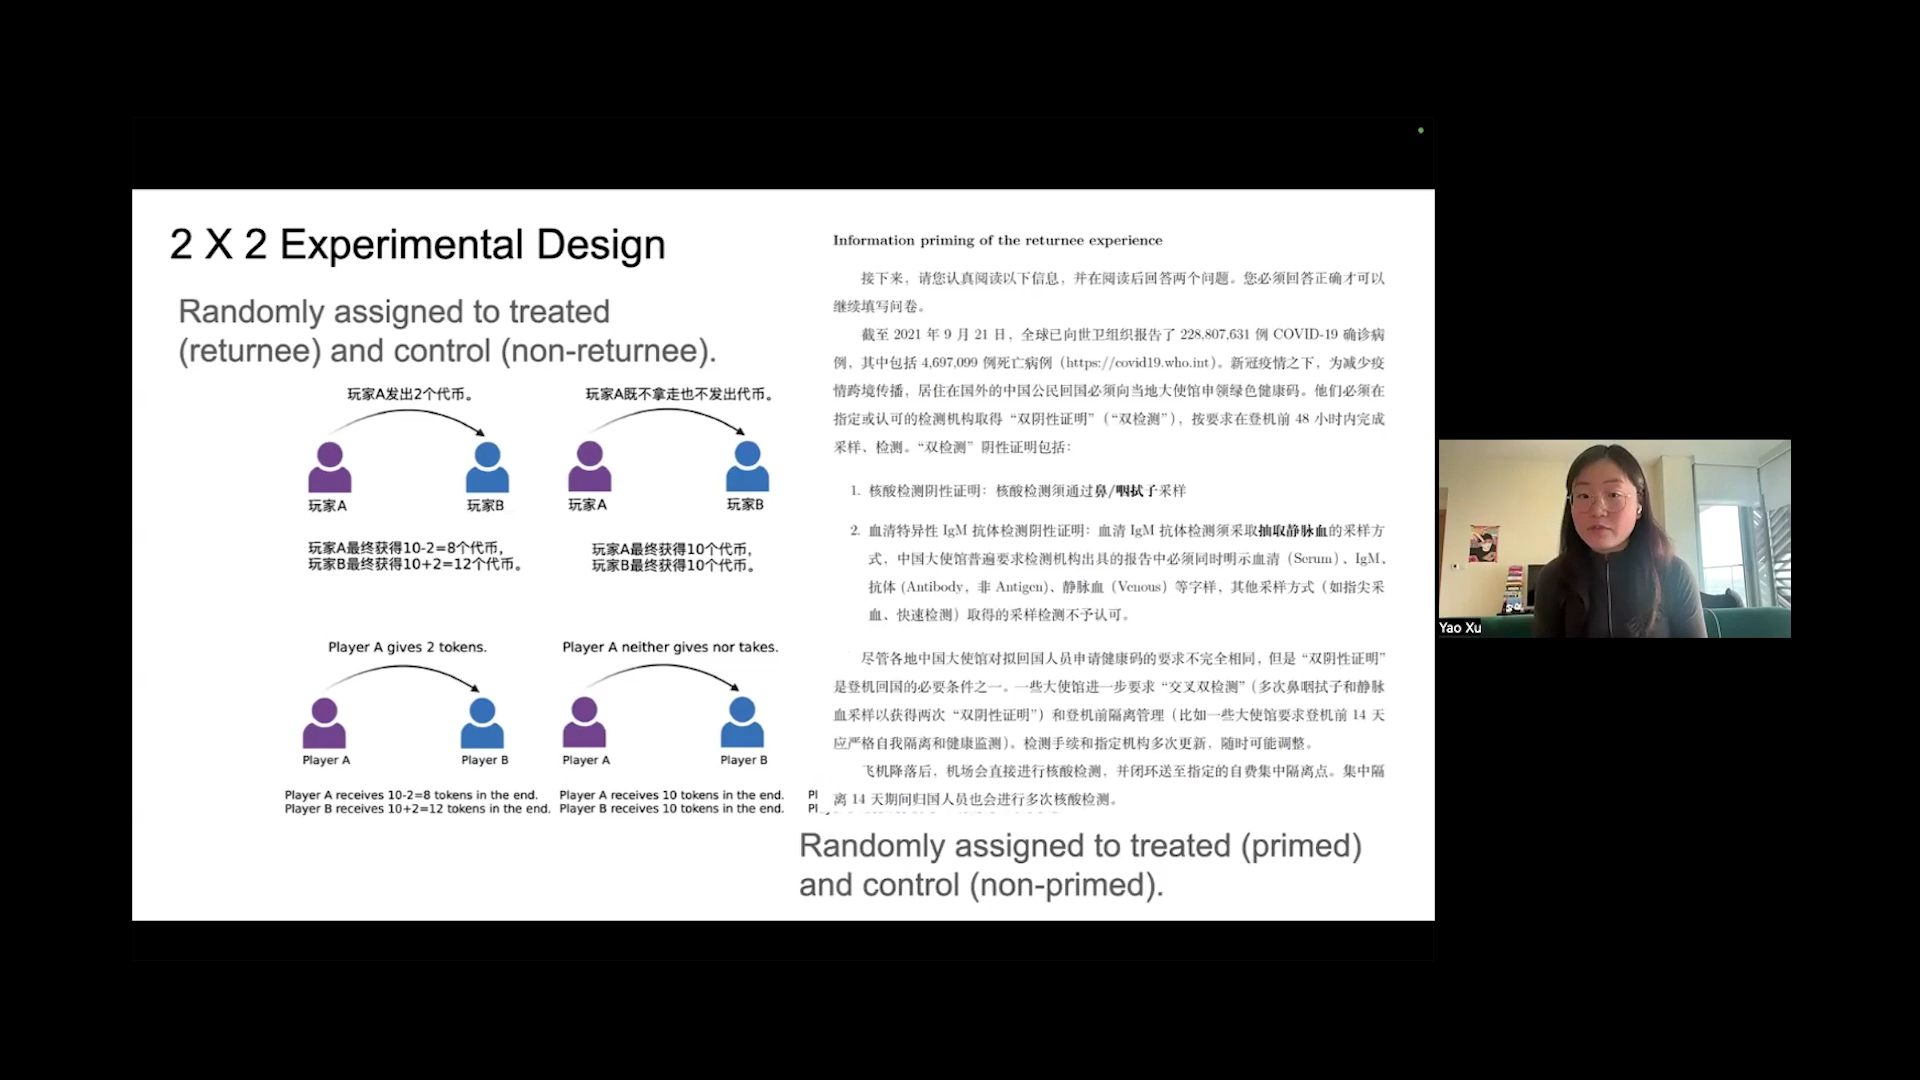 2 X 2 Experimental Design
Randomly assigned to treated
(returnee) and control (non-returnee).
玩家A发出2个代币。
玩家A既不拿走也不发出代币。
玩家A
玩家B
玩家A
玩家B
玩家A最终获得10-2=8个代币，
玩家B最终获得10+2=12个代币。
玩家A最终获得10个代币，
玩家B最终获得10个代币。
Player A gives 2 tokens.
Player A neither gives nor takes.
Player A
Player B
Player A
Player B
Player A receives 10-2=8 tokens in the end.
Player B receives 10+2=12 tokens in the end.
Player A receives 10 tokens in the end.
Player B receives 10 tokens in the end.
Pl
Pl
Information priming of the returnee experience
接下来，请您认真阅读以下信息，并在阅读后回答两个问题。您必须回答正确才可以
继续填写问卷。
截至 2021 年 9 月 21 日，全球已向世卫组织报告了 228,807,631 例 COVID-19 确诊病
例，其中包括 4,697,099 例死亡病例（https://covid19.who.int）。新冠疫情之下，为减少疫
情跨境传播，居住在国外的中国公民回国必须向当地大使馆申领绿色健康码。他们必须在
指定或认可的检测机构取得“双阴性证明”（“双检测”），按要求在登机前 48 小时内完成
采样、检测。“双检测”阴性证明包括：
1. 核酸检测阴性证明：核酸检测须通过鼻/咽拭子采样
2. 血清特异性 IgM 抗体检测阴性证明：血清 IgM 抗体检测须采取抽取静脉血的采样方
式，中国大使馆普遍要求检测机构出具的报告中必须同时明示血清（Serum）、IgM、
抗体 (Antibody，非 Antigen)、静脉血（Venous）等字样，其他采样方式（如指尖采
血、快速检测）取得的采样检测不予认可。
尽管各地中国大使馆对拟回国人员申请健康码的要求不完全相同，但是“双阴性证明”
是登机回国的必要条件之一。一些大使馆进一步要求“交叉双检测”（多次鼻咽拭子和静脉
血采样以获得两次“双阴性证明”）和登机前隔离管理（比如一些大使馆要求登机前 14 天
应严格自我隔离和健康监测）。检测手续和指定机构多次更新，随时可能调整。
飞机降落后，机场会直接进行核酸检测，并闭环送至指定的自费集中隔离点。集中隔
离 14 天期间归国人员也会进行多次核酸检测。
Randomly assigned to treated (primed)
and control (non-primed).
Yao Xu